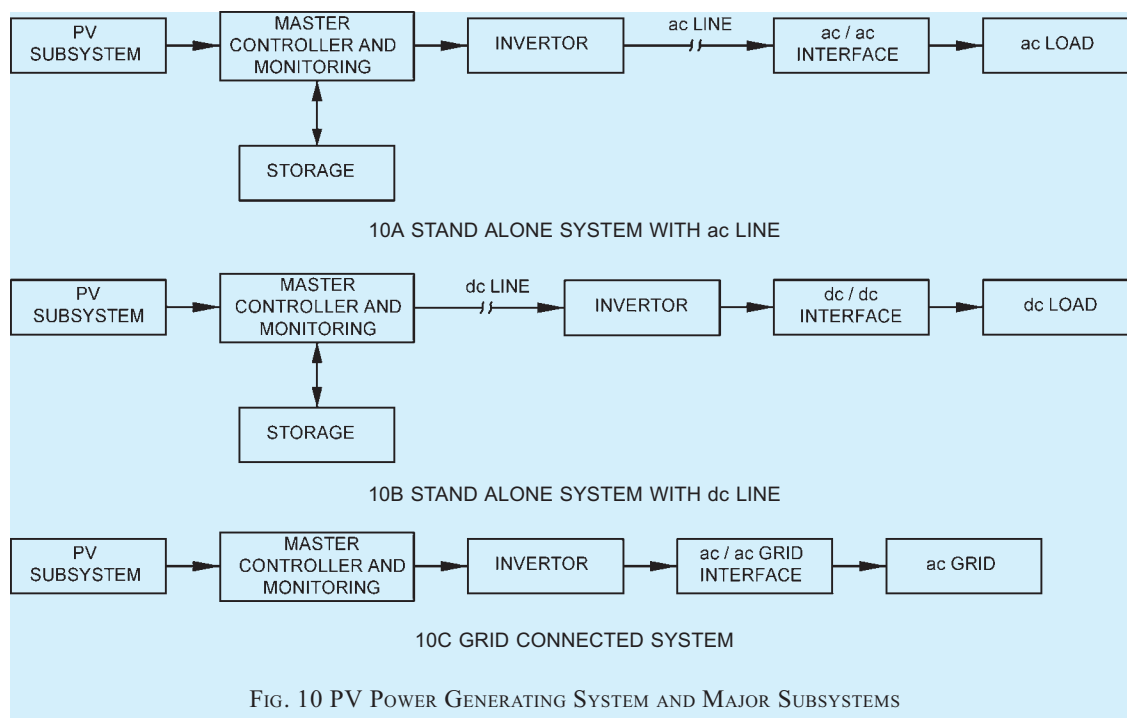 PV
SUBSYSTEM
MASTER
CONTROLLER AND
MONITORING
INVERTOR
ac LINE
ac / ac
INTERFACE
ac LOAD
STORAGE
10A STAND ALONE SYSTEM WITH ac LINE
PV
SUBSYSTEM
MASTER
CONTROLLER AND
MONITORING
dc LINE
INVERTOR
dc / dc
INTERFACE
dc LOAD
STORAGE
10B STAND ALONE SYSTEM WITH dc LINE
PV
SUBSYSTEM
MASTER
CONTROLLER AND
MONITORING
INVERTOR
ac / ac GRID
INTERFACE
ac GRID
10C GRID CONNECTED SYSTEM
FIG. 10 PV POWER GENERATING SYSTEM AND MAJOR SUBSYSTEMS